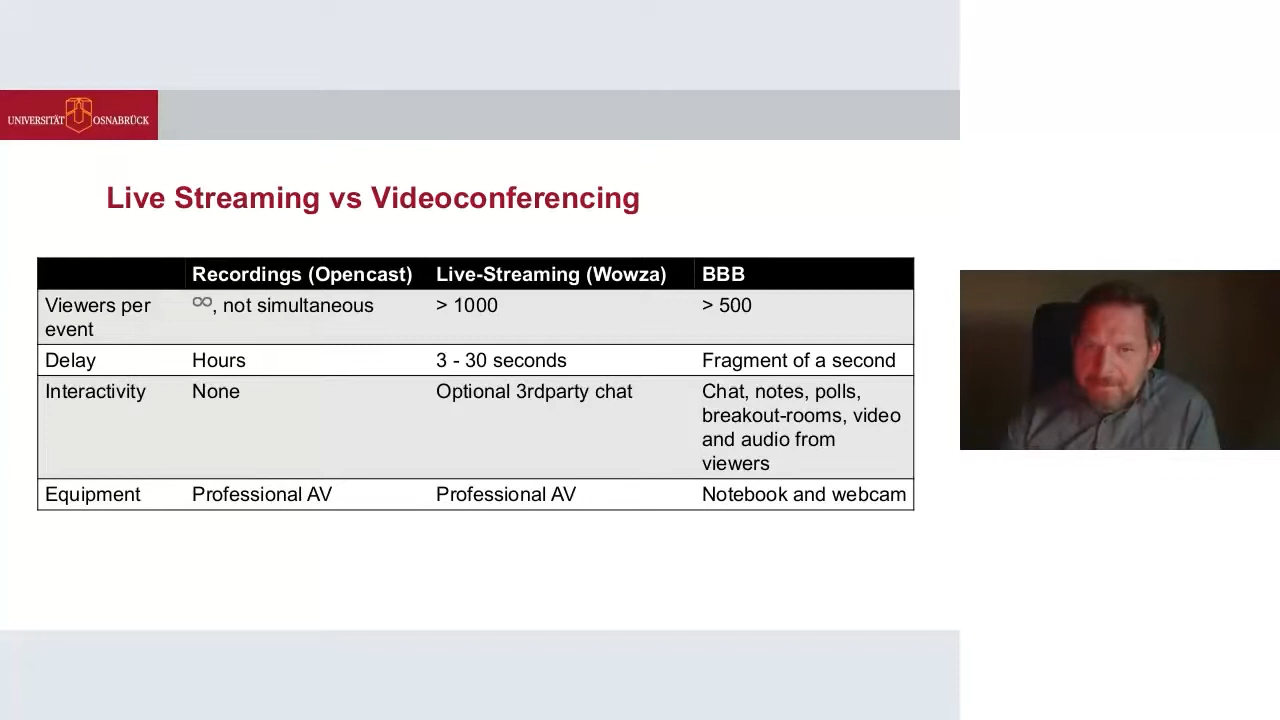 UNIVERSITÄT OSNABRÜCK
Live Streaming vs Videoconferencing
Recordings (Opencast) Live-Streaming (Wowza) BBB
Viewers per event ∞, not simultaneous > 1000 > 500
Delay Hours 3 - 30 seconds Fragment of a second
Interactivity None Optional 3rdparty chat Chat, notes, polls,
breakout-rooms, video
and audio from
viewers
Equipment Professional AV Professional AV Notebook and webcam